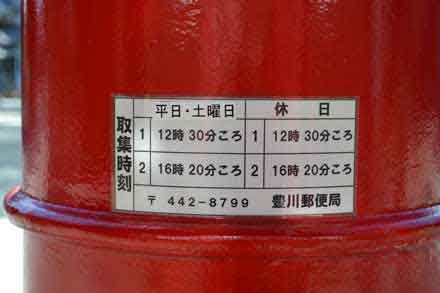 取集時刻
平日・土曜日 休日
1 12時30分ころ 1 12時30分ころ
2 16時20分ころ 2 16時20分ころ
〒442-8799 豊川郵便局